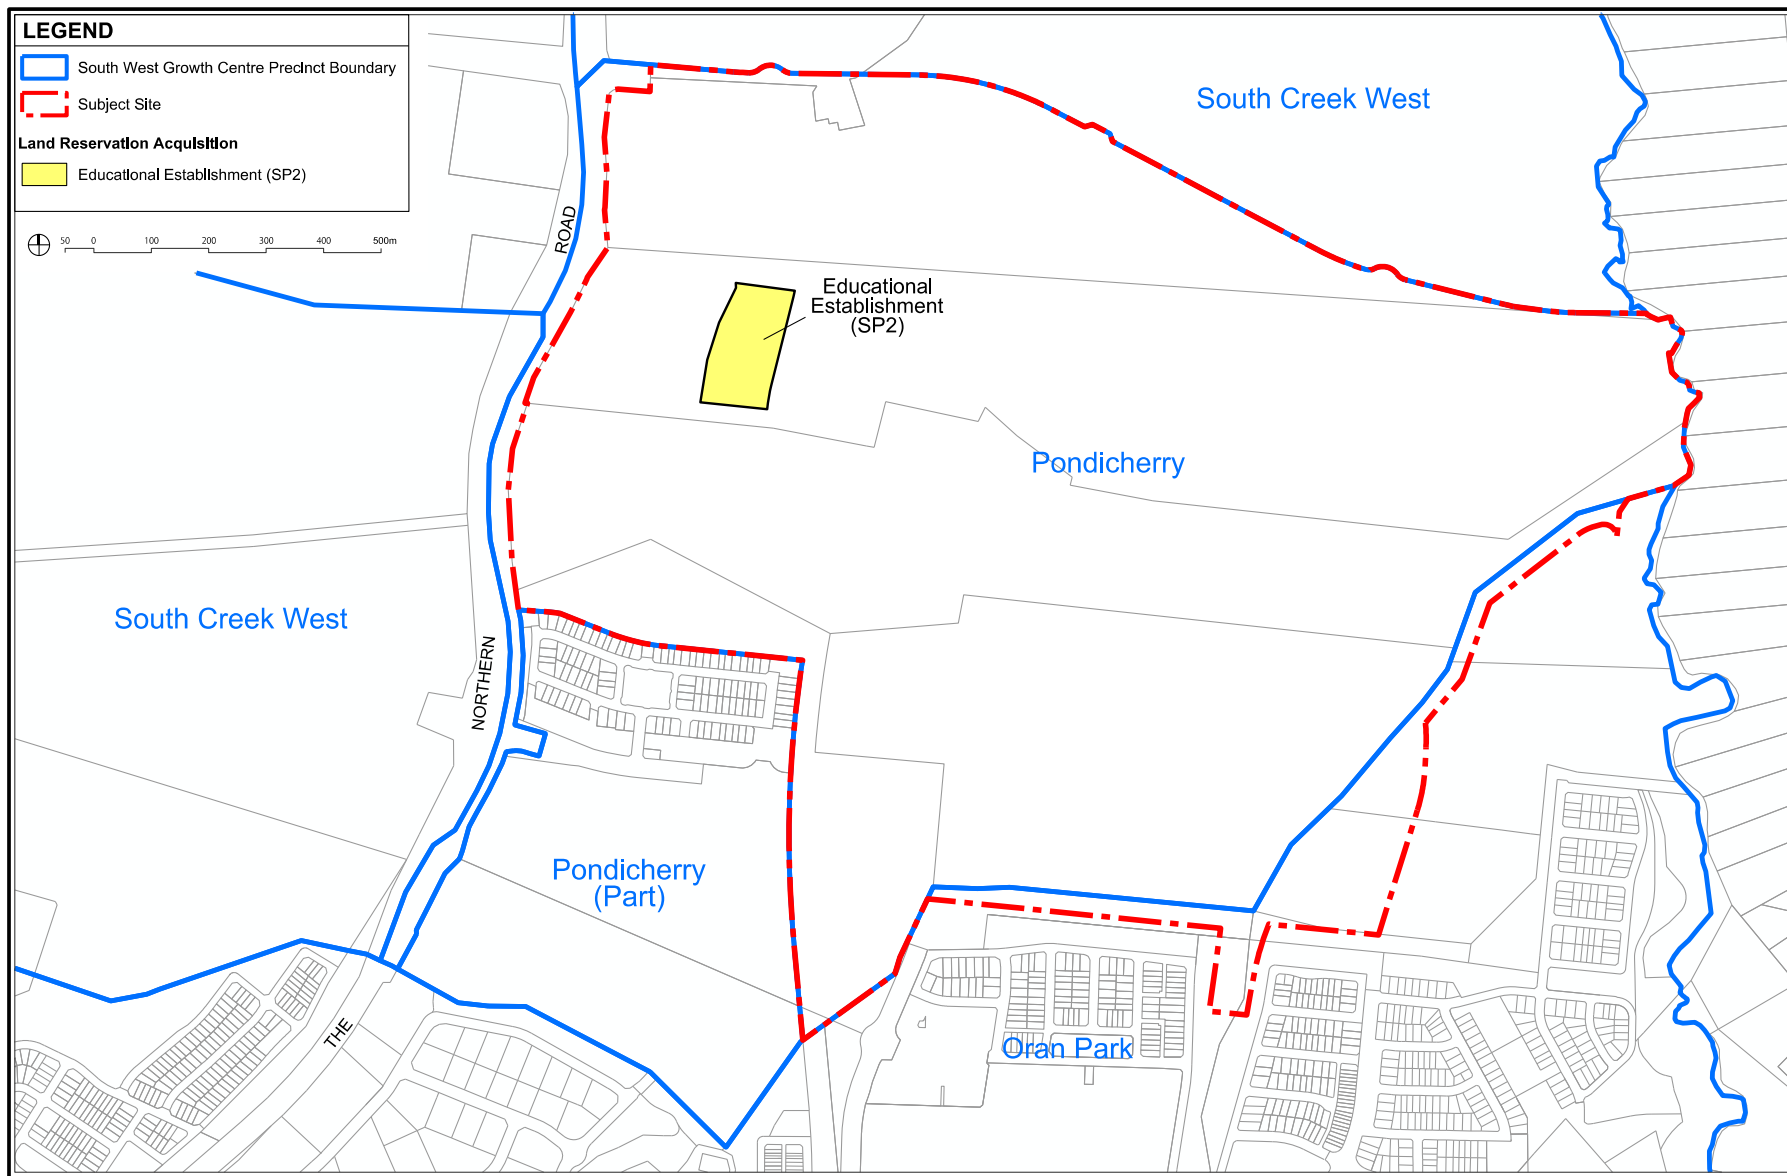 LEGEND
South West Growth Centre Precinct Boundary
Subject Site
Land Reservation Acquisition
Educational Establishment (SP2)
50 0 100 200 300 400 500m
South Creek West
ROAD
Educational
Establishment
(SP2)
Pondicherry
South Creek West
NORTHERN
Pondicherry
(Part)
THE
Oran Park